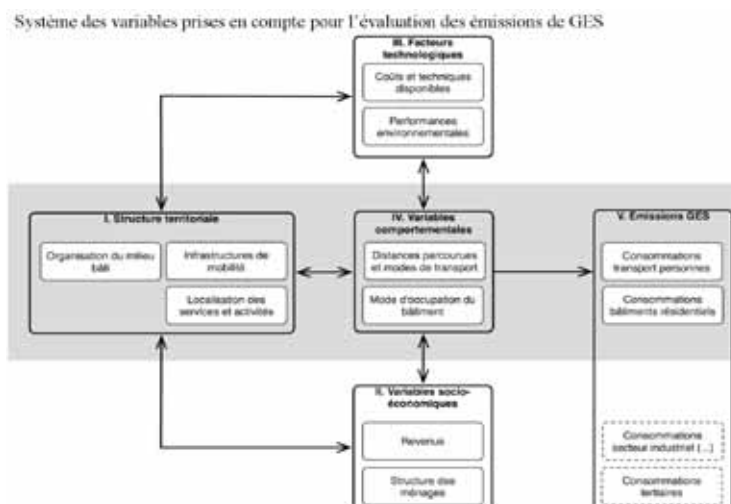 Système des variables prises en compte pour l'évaluation des émissions de GES
III. Facteurs
technologiques
Coûts et techniques
disponibles
Performances
environnementales
I. Structure territoriale
Organisation du milieu
bâti
Infrastructures de
mobilité
Localisation des
services et activités
IV. Variables
comportementales
Distances parcourues
et modes de transport
Mode d'occupation du
bâtiment
V. Emissions GES
Consommations
transport personnes
Consommations
bâtiments résidentiels
II. Variables socio-
économiques
Revenus
Structure des
ménages
Consommations
secteur industriel (...)
Consommations
tertiaires